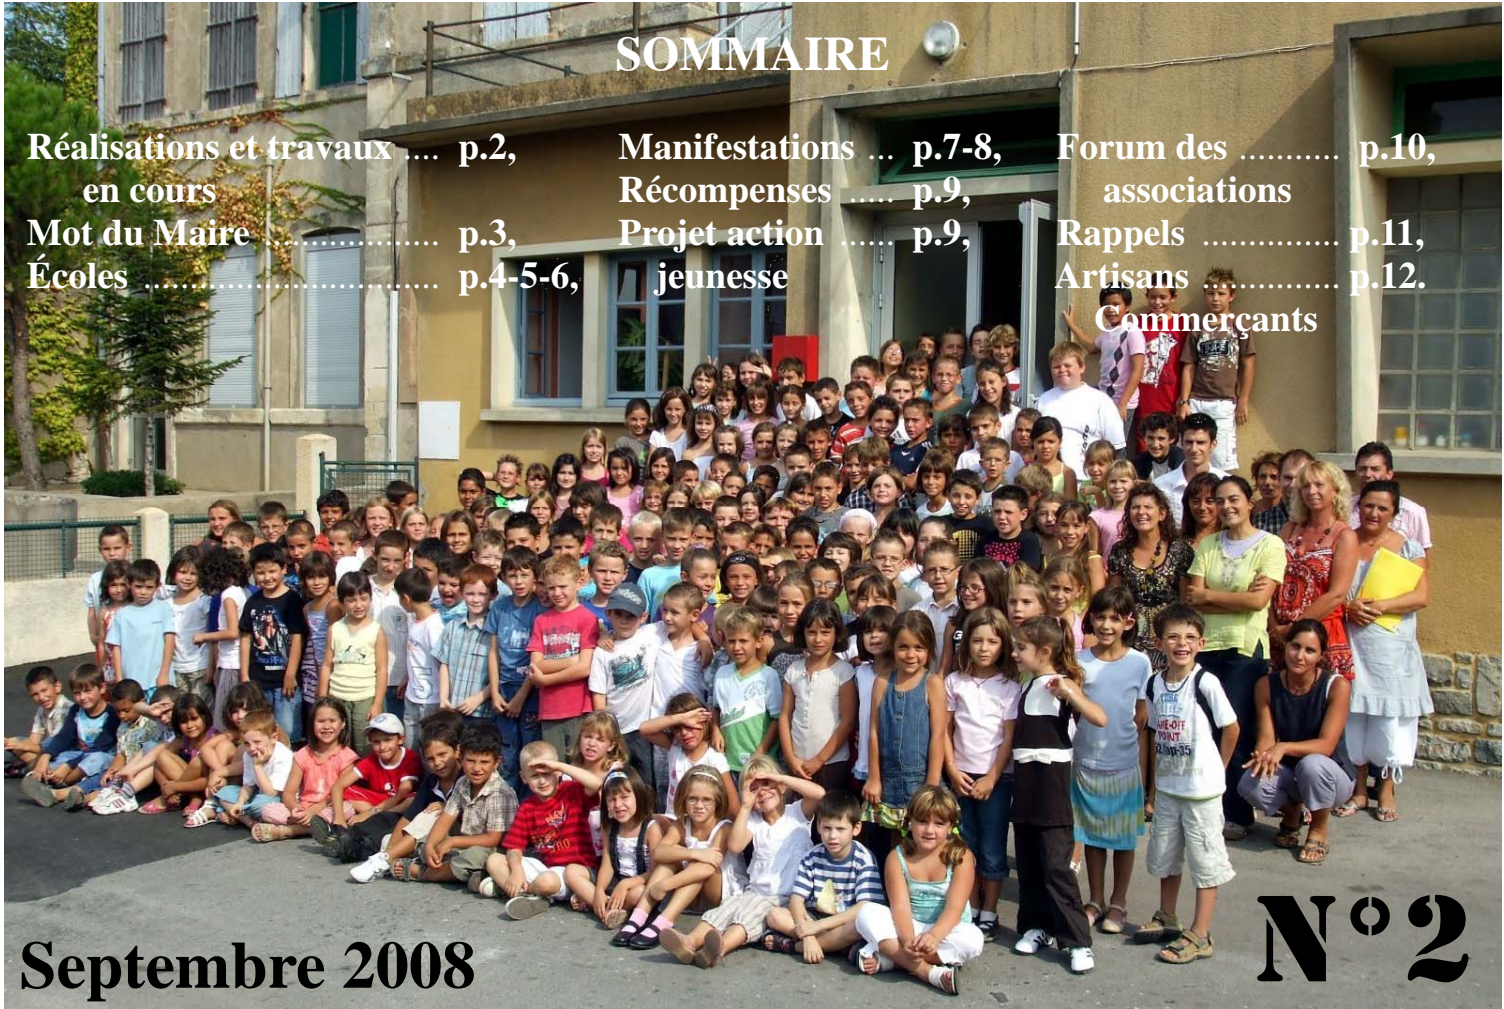 SOMMAIRE
Réalisations et travaux .... p.2,
en cours
Mot du Maire ................... p.3,
Écoles ................................ p.4-5-6,
Manifestations ... p.7-8,
Récompenses ..... p.9,
Projet action ...... p.9,
jeunesse
Forum des ........... p.10,
associations
Rappels ............... p.11,
Artisans ............... p.12.
Commerçants
Septembre 2008
N°2